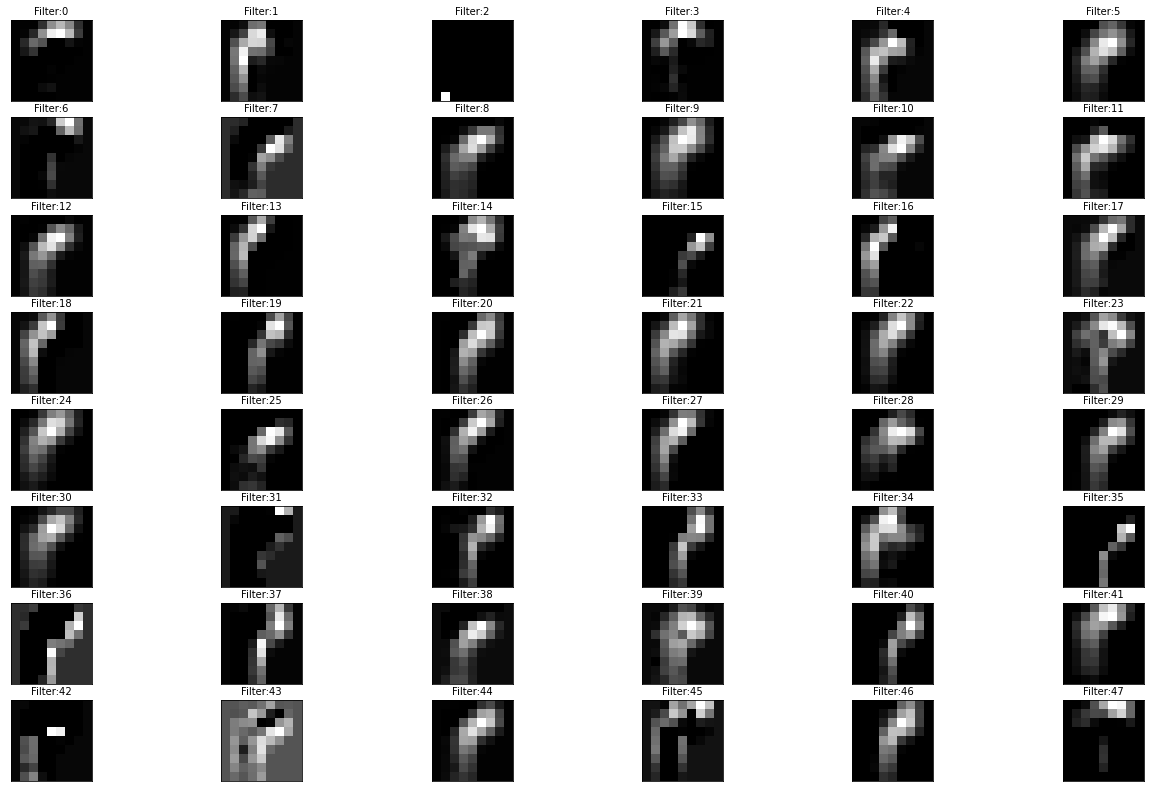 Filter:0 Filter:1 Filter:2 Filter:3 Filter:4 Filter:5
Filter:6 Filter:7 Filter:8 Filter:9 Filter:10 Filter:11
Filter:12 Filter:13 Filter:14 Filter:15 Filter:16 Filter:17
Filter:18 Filter:19 Filter:20 Filter:21 Filter:22 Filter:23
Filter:24 Filter:25 Filter:26 Filter:27 Filter:28 Filter:29
Filter:30 Filter:31 Filter:32 Filter:33 Filter:34 Filter:35
Filter:36 Filter:37 Filter:38 Filter:39 Filter:40 Filter:41
Filter:42 Filter:43 Filter:44 Filter:45 Filter:46 Filter:47